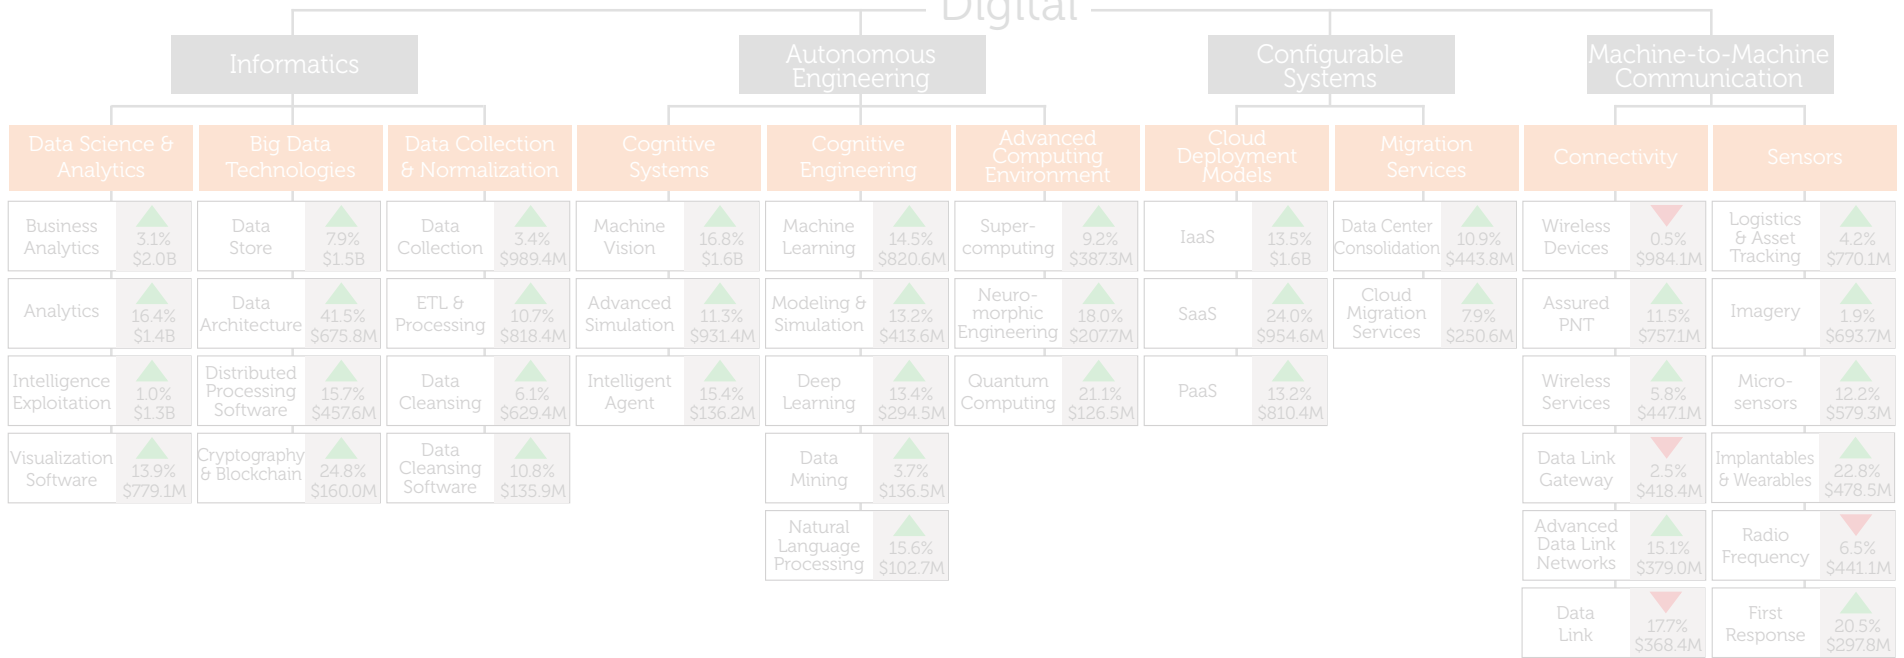 Digital
Informatics
Autonomous
Engineering
Configurable
Systems
Machine-to-Machine
Communication
Data Science &
Analytics
Big Data
Technologies
Data Collection
& Normalization
Cognitive
Systems
Cognitive
Engineering
Advanced
Computing
Environment
Cloud
Deployment
Models
Migration
Services
Connectivity
Sensors
Business
Analytics
3.1%
$2.0B
Analytics
16.4%
$1.4B
Intelligence
Exploitation
1.0%
$1.3B
Visualization
Software
13.9%
$779.1M
Data
Store
7.9%
$1.5B
Data
Architecture
41.5%
$675.8M
Distributed
Processing
Software
15.7%
$457.6M
Cryptography
& Blockchain
24.8%
$160.0M
Data
Collection
3.4%
$989.4M
ETL &
Processing
10.7%
$818.4M
Data
Cleansing
6.1%
$629.4M
Data
Cleansing
Software
10.8%
$135.9M
Machine
Vision
16.8%
$1.6B
Advanced
Simulation
11.3%
$931.4M
Intelligent
Agent
15.4%
$136.2M
Machine
Learning
14.5%
$820.6M
Modeling &
Simulation
13.2%
$413.6M
Deep
Learning
13.4%
$294.5M
Data
Mining
3.7%
$136.5M
Natural
Language
Processing
15.6%
$102.7M
Super-
computing
9.2%
$387.3M
Neuro-
morphic
Engineering
18.0%
$207.7M
Quantum
Computing
21.1%
$126.5M
IaaS
13.5%
$1.6B
SaaS
24.0%
$954.6M
PaaS
13.2%
$810.4M
Data Center
Consolidation
10.9%
$443.8M
Cloud
Migration
Services
7.9%
$250.6M
Wireless
Devices
0.5%
$984.1M
Assured
PNT
11.5%
$757.1M
Wireless
Services
5.8%
$447.1M
Data Link
Gateway
2.5%
$418.4M
Advanced
Data Link
Networks
15.1%
$379.0M
Data
Link
17.7%
$368.4M
Logistics
& Asset
Tracking
4.2%
$770.1M
Imagery
1.9%
$693.7M
Micro-
sensors
12.2%
$579.3M
Implantables
& Wearables
22.8%
$478.5M
Radio
Frequency
6.5%
$441.1M
First
Response
20.5%
$297.8M